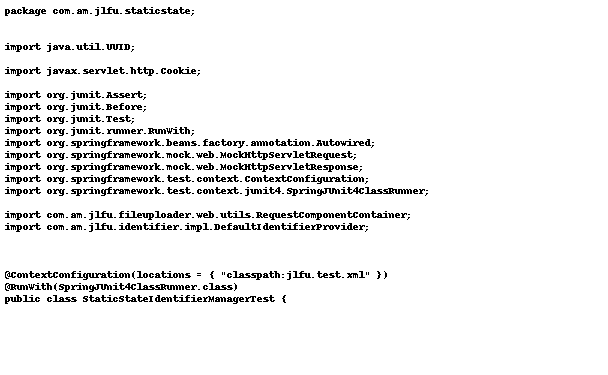 package com.am.jlfu.staticstate;
import java.util.UUID;
import javax.servlet.http.Cookie;
import org.junit.Assert;
import org.junit.Before;
import org.junit.Test;
import org.junit.runner.RunWith;
import org.springframework.beans.factory.annotation.Autowired;
import org.springframework.mock.web.MockHttpServletRequest;
import org.springframework.mock.web.MockHttpServletResponse;
import org.springframework.test.context.ContextConfiguration;
import org.springframework.test.context.junit4.SpringJUnit4ClassRunner;
import com.am.jlfu.fileuploader.web.utils.RequestComponentContainer;
import com.am.jlfu.identifier.impl.DefaultIdentifierProvider;
@ContextConfiguration(locations = { "classpath:jlfu.test.xml" })
@RunWith(SpringJUnit4ClassRunner.class)
public class StaticStateIdentifierManagerTest {